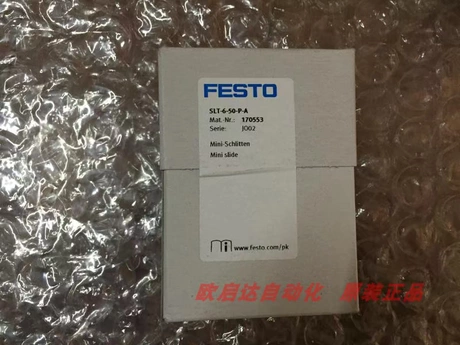 FESTO
SLT-6-50-P-A
Mat.-Nr.: 170553
Serie: JO02
Mini-Schlitten
Mini slide
www.festo.com/pk
欧启达自动化 原装正品